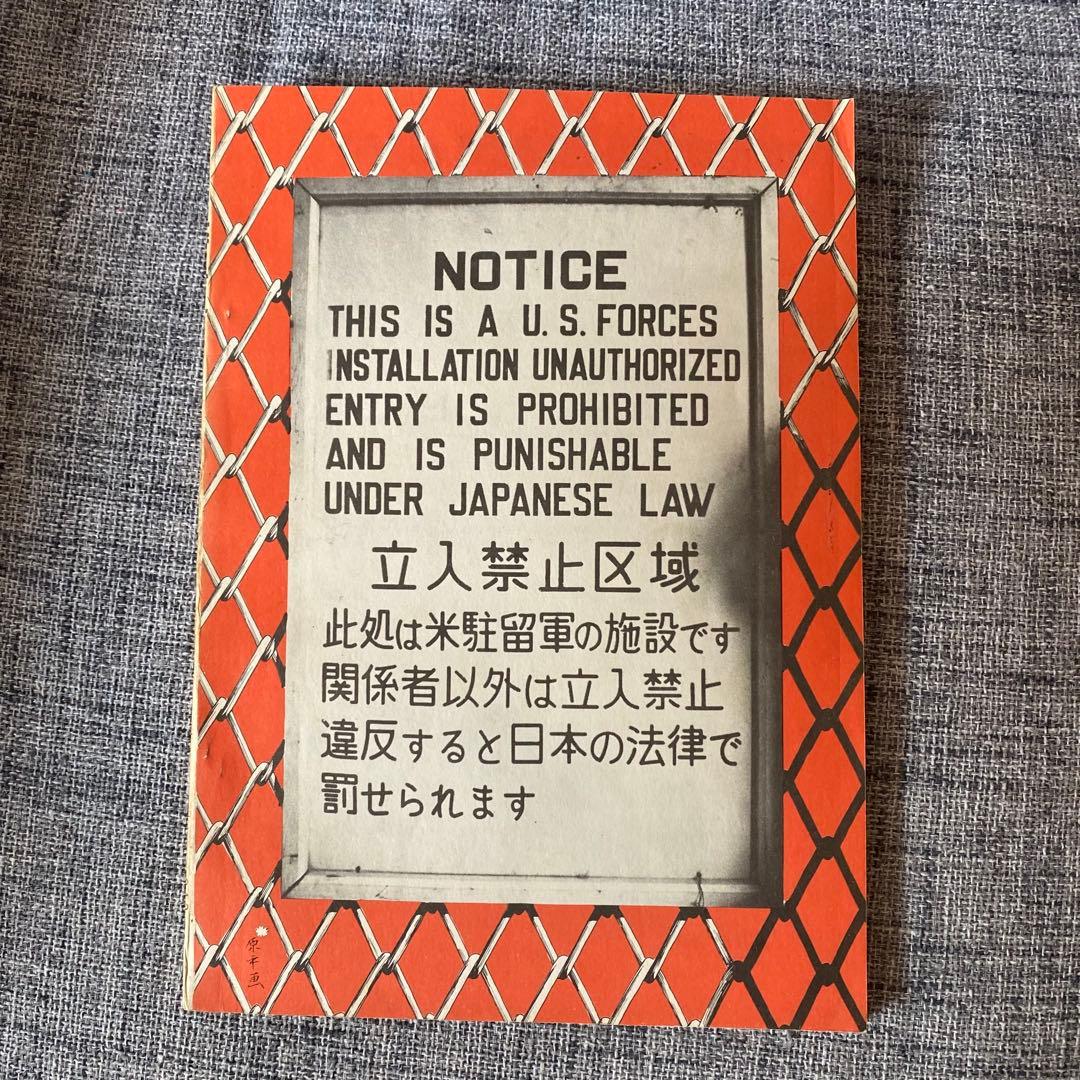 NOTICE
THIS IS A U.S. FORCES
INSTALLATION UNAUTHORIZED
ENTRY IS PROHIBITED
AND IS PUNISHABLE
UNDER JAPANESE LAW
立入禁止区域
此処は米駐留軍の施設です
関係者以外は立入禁止
違反すると日本の法律で
罰せられます